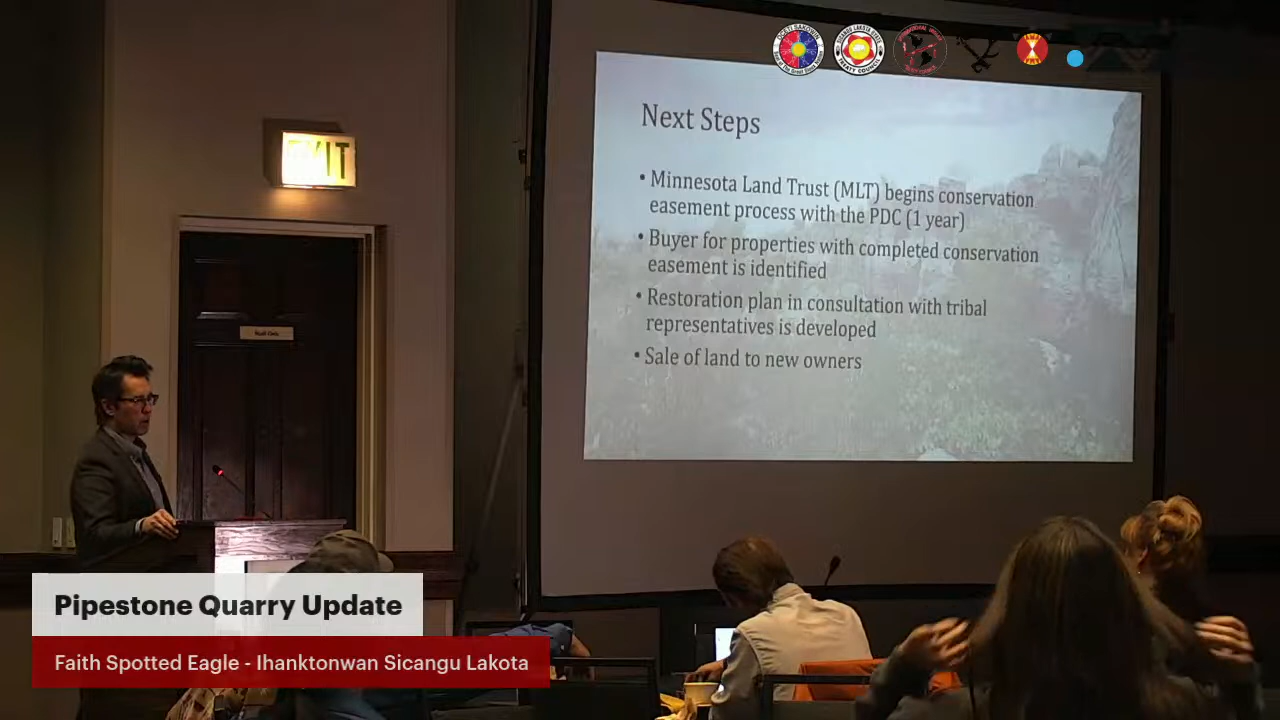 TREATY COUNCIL
EXIT
Next Steps
• Minnesota Land Trust (MLT) begins conservation
easement process with the PDC (1 year)
• Buyer for properties with completed conservation
easement is identified
• Restoration plan in consultation with tribal
representatives is developed
• Sale of land to new owners
Pipestone Quarry Update
Faith Spotted Eagle - Ihanktonwan Sicangu Lakota